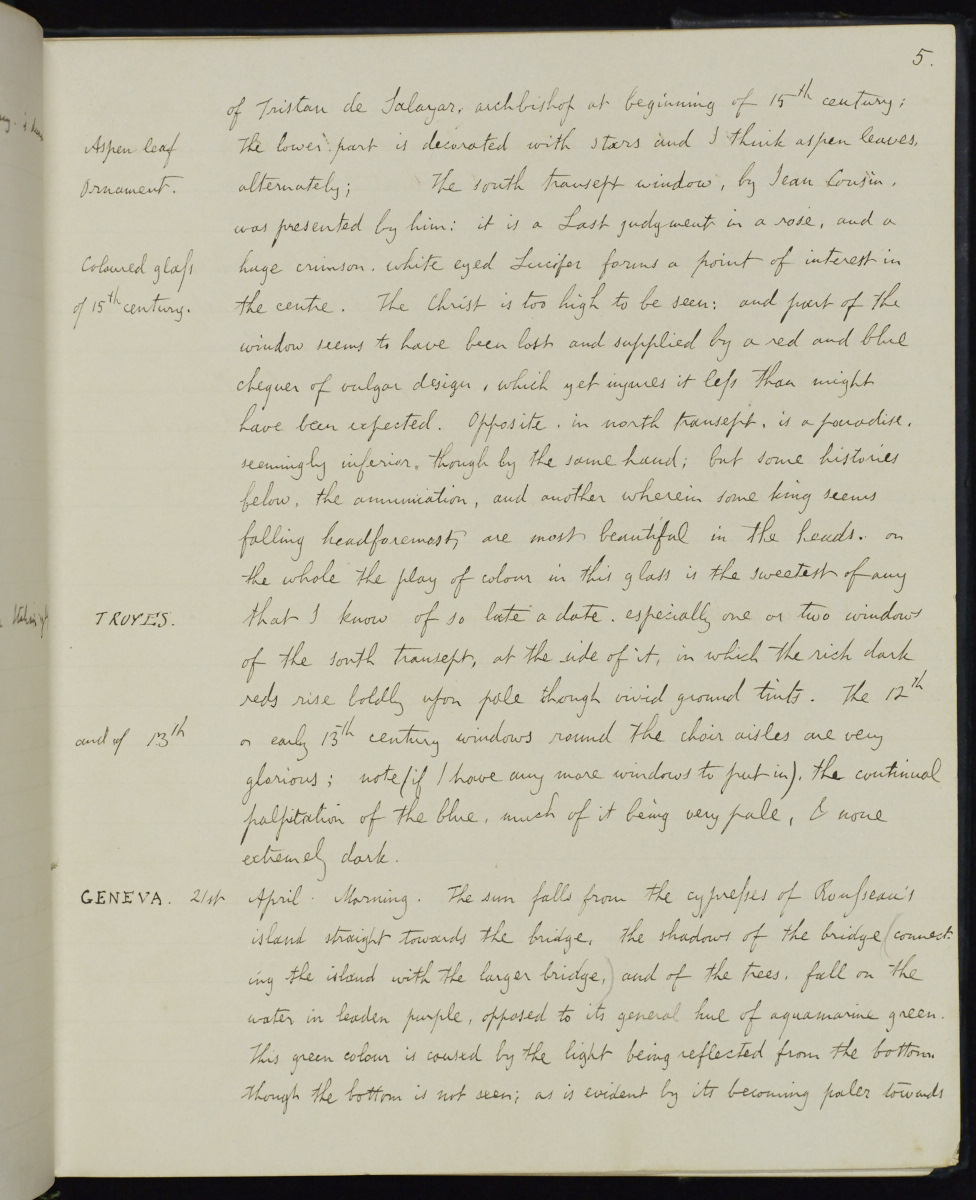 5.
of Tristan de Salazar, archbishop at beginning of 15th century;
Aspen leaf the lower part is decorated with stars and I think aspen leaves,
ornament. alternately; The south transept window, by Jean Cousin,
was presented by him: it is a Last judgment in a rose, and a
Coloured glass huge crimson, white eyed Lucifer forms a point of interest in
of 15th century. the centre. The Christ is too high to be seen; and part of the
window seems to have been lost and supplied by a red and blue
chequer of vulgar design, which yet injures it less than might
have been expected. Opposite, in north transept, is a paradise,
seemingly inferior, though by the same hand; but some histories
below, the annunciation, and another wherein some king seems
falling headforemost, are most beautiful in the heads. on
the whole the play of colour in this glass is the sweetest of any
TROYES. that I know of so late a date. especially one or two windows
of the south transept, at the side of it, in which the rich dark
reds rise boldly upon pale though vivid ground tints. The 12th
and of 13th or early 13th century windows round the choir aisles are very
glorious; note (if I have any more windows to put in), the continual
palpitation of the blue, much of it being very pale, & none
extremely dark.
GENEVA. 21st April. Morning. The sun falls from the cypresses of Rousseau's
island straight towards the bridge, the shadows of the bridge (connect-
ing the island with the larger bridge,) and of the trees, fall on the
water in leaden purple, opposed to its general hue of aquamarine green.
This green colour is caused by the light being reflected from the bottom.
though the bottom is not seen; as is evident by its becoming paler towards